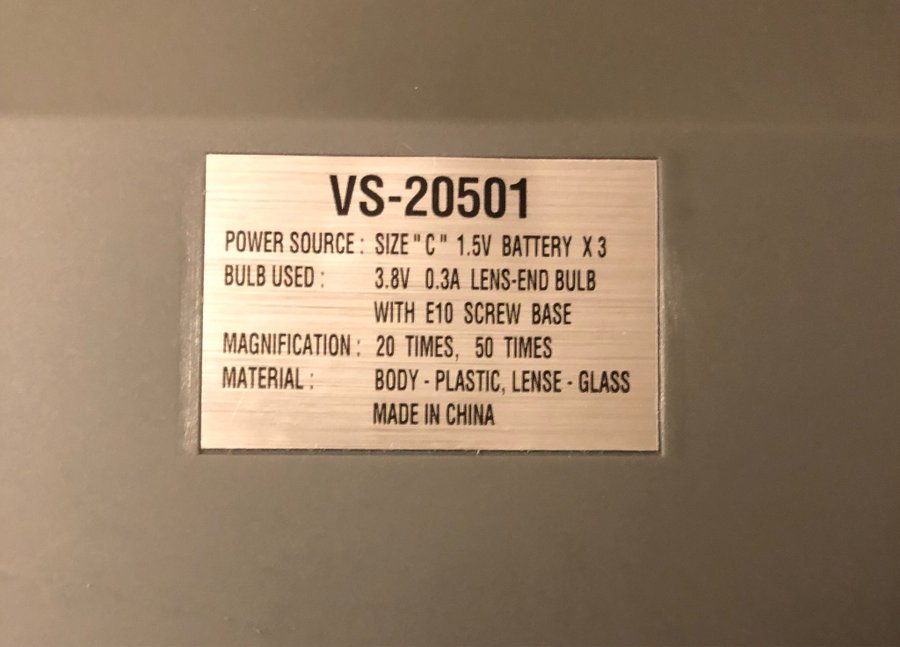 VS-20501
POWER SOURCE : SIZE "C" 1.5V BATTERY X 3
BULB USED : 3.8V 0.3A LENS-END BULB
WITH E10 SCREW BASE
MAGNIFICATION : 20 TIMES, 50 TIMES
MATERIAL : BODY - PLASTIC, LENSE - GLASS
MADE IN CHINA